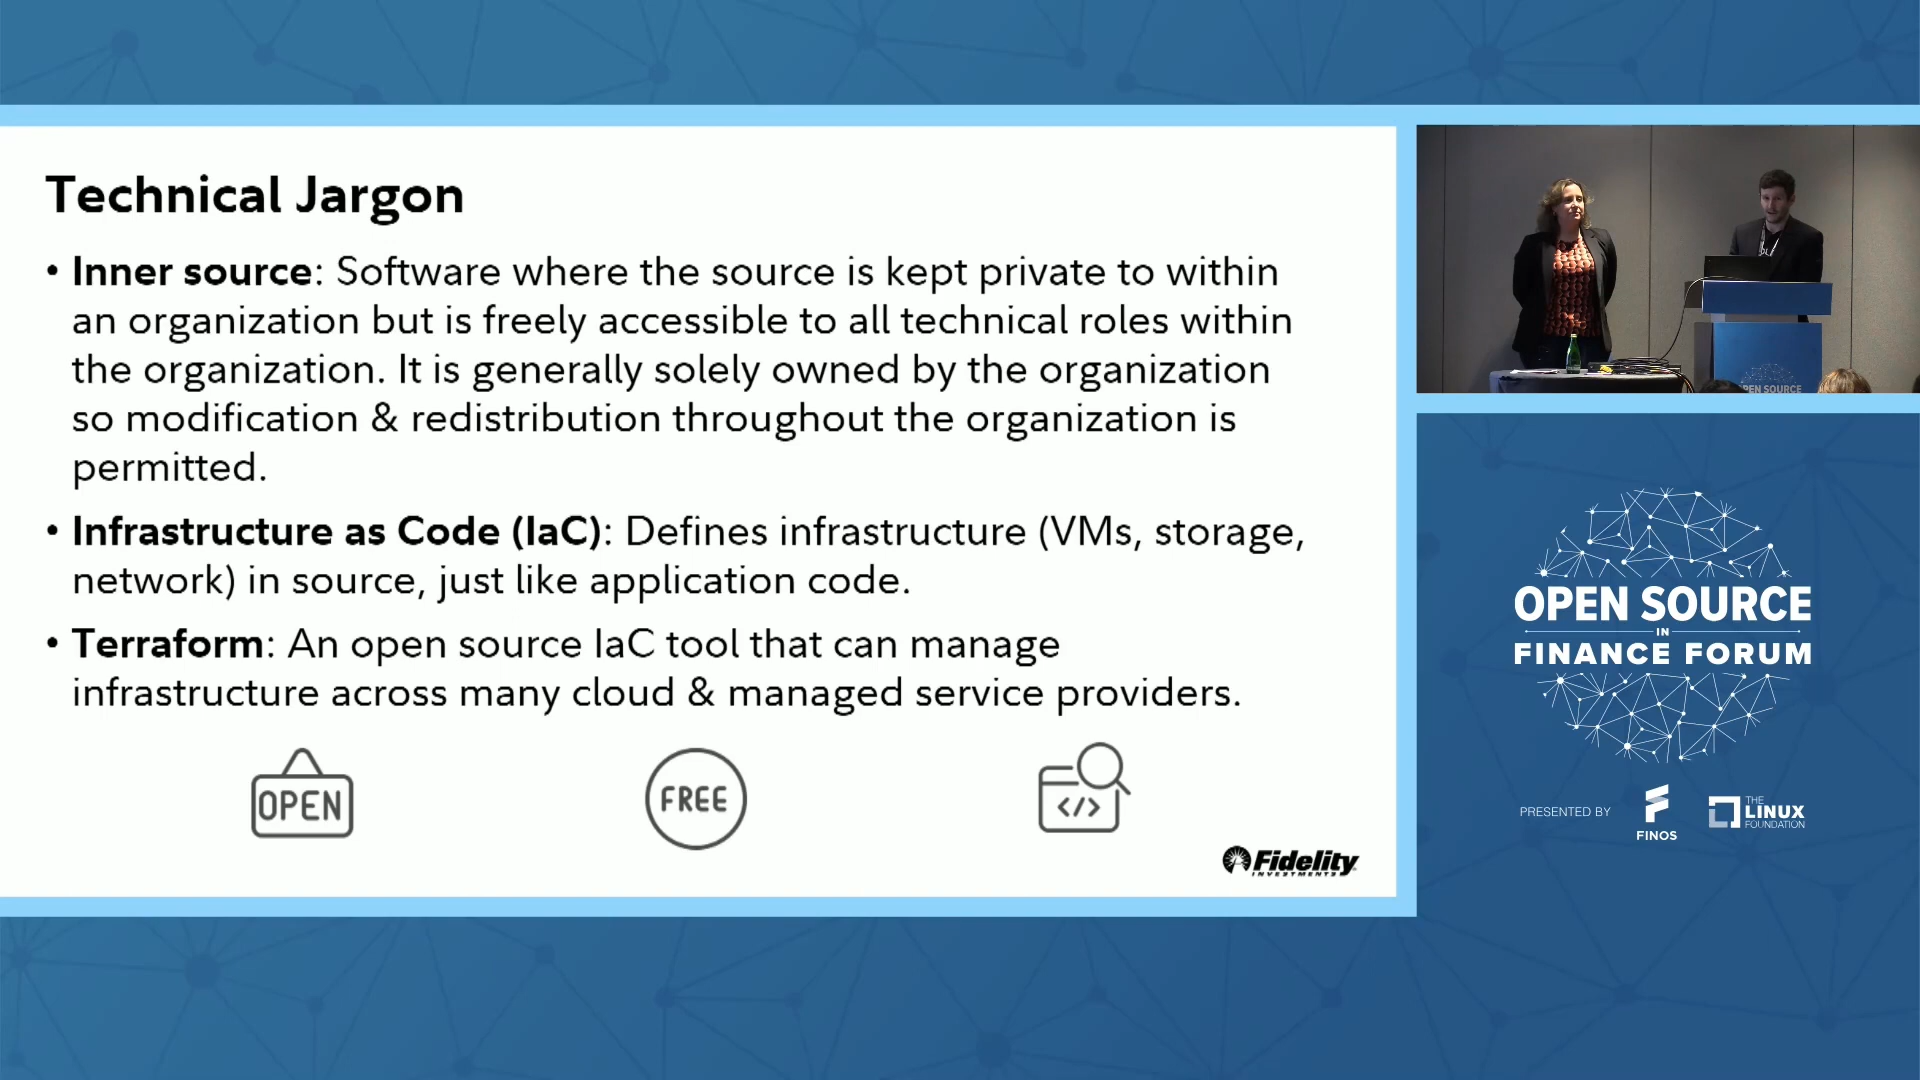 Technical Jargon
• Inner source: Software where the source is kept private to within
an organization but is freely accessible to all technical roles within
the organization. It is generally solely owned by the organization
so modification & redistribution throughout the organization is
permitted.
• Infrastructure as Code (IaC): Defines infrastructure (VMs, storage,
network) in source, just like application code.
• Terraform: An open source IaC tool that can manage
infrastructure across many cloud & managed service providers.
OPEN
FREE
</>
Fidelity
INVESTMENTS
OPEN SOURCE
OPEN SOURCE
IN
FINANCE FORUM
PRESENTED BY
FINOS
THE
LINUX
FOUNDATION